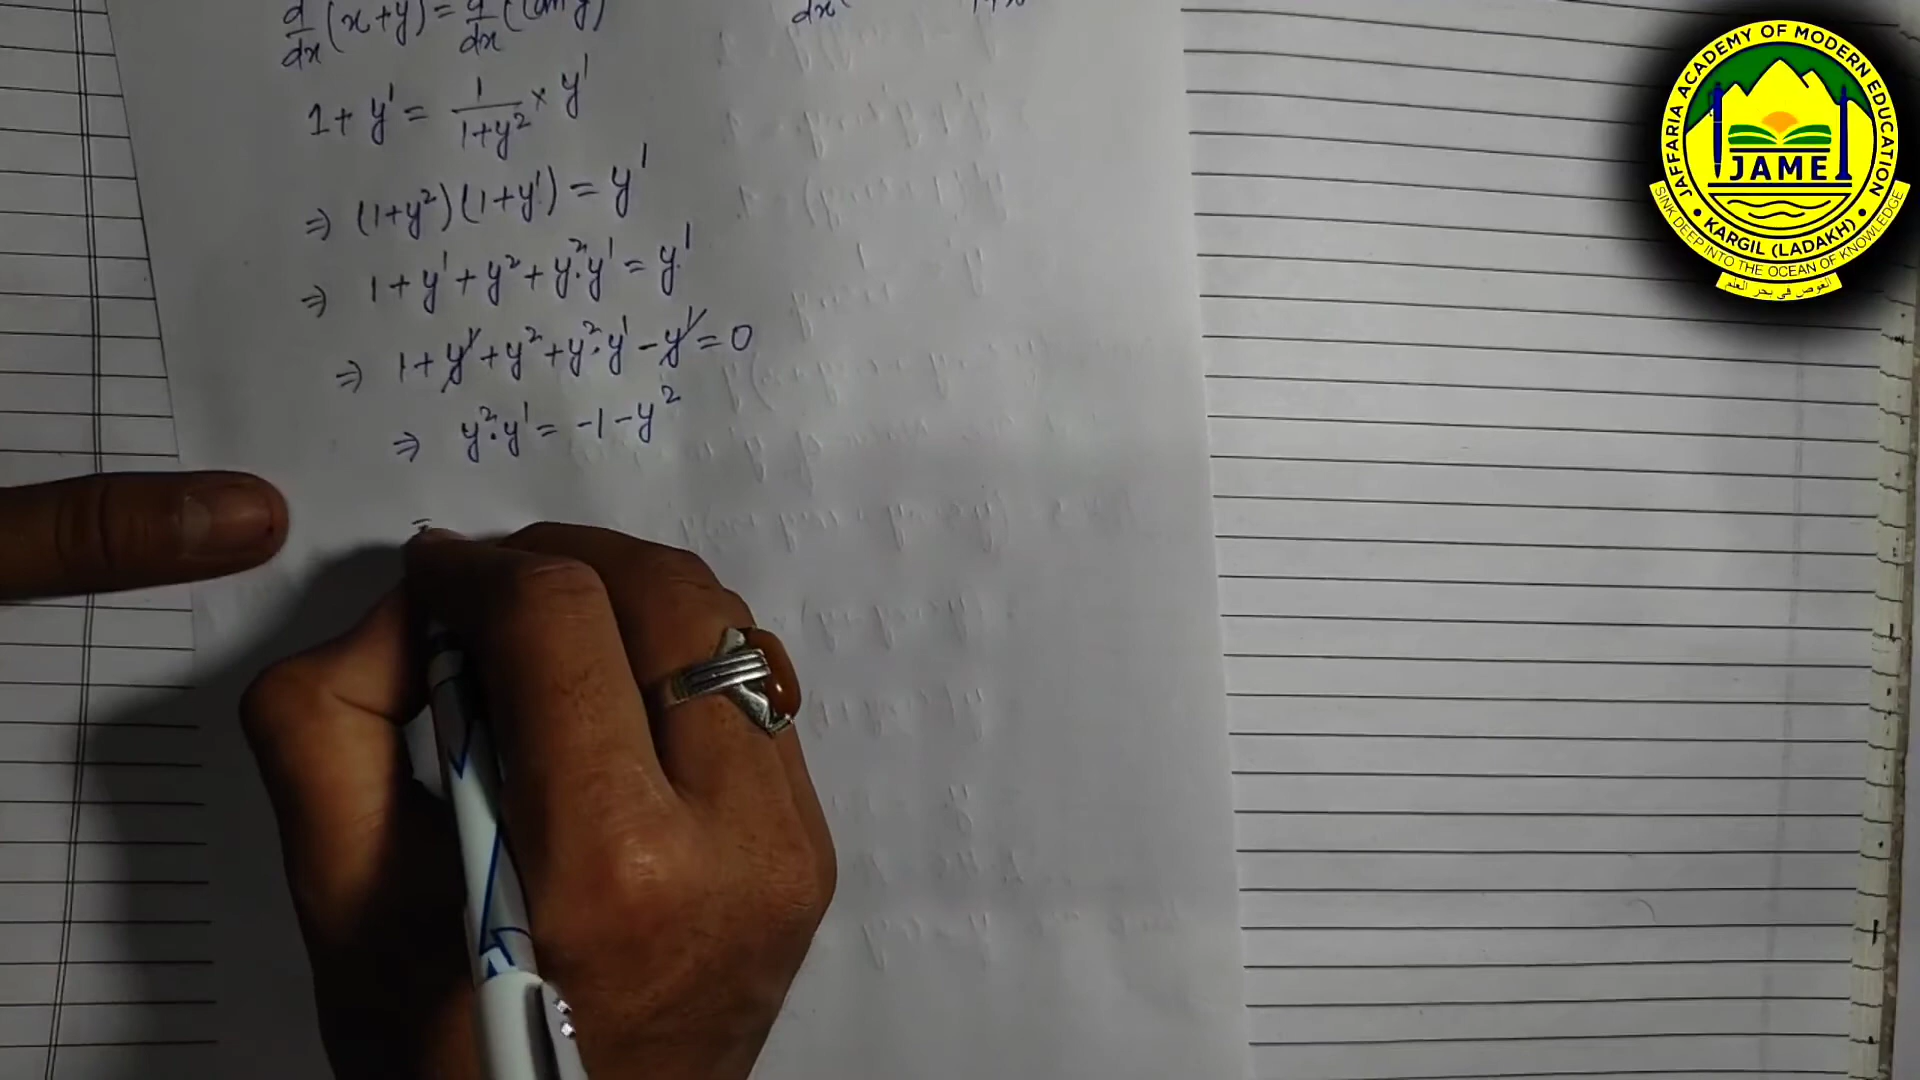 d/dx (x+y) = d/dx (tan y)
dx
1 + y' = 1/(1+y²) × y'
⇒ (1+y²)(1+y') = y'
⇒ 1 + y' + y² + y².y' = y'
⇒ 1 + y' + y² + y².y' - y' = 0
⇒ y².y' = -1 - y²
JAFFARIA ACADEMY OF MODERN EDUCATION
JAME
• KARGIL (LADAKH) •
SINK DEEP INTO THE OCEAN OF KNOWLEDGE
الغوص في بحر العلم